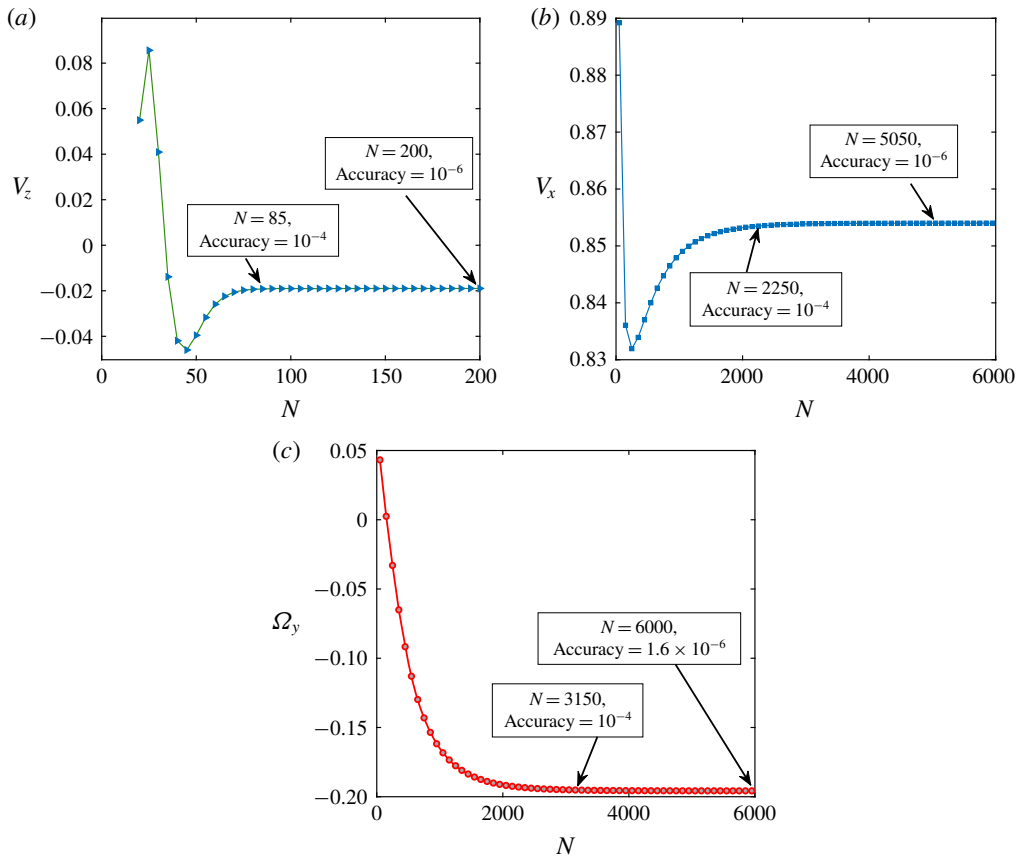 (a)
0.08
0.06
0.04
0.02
0
−0.02
−0.04
V_z
N = 200,
Accuracy = 10⁻⁶
N = 85,
Accuracy = 10⁻⁴
0 50 100 150 200
N
(b)
0.89
0.88
0.87
0.86
0.85
0.84
0.83
V_x
N = 5050,
Accuracy = 10⁻⁶
N = 2250,
Accuracy = 10⁻⁴
0 2000 4000 6000
N
(c)
0.05
0
−0.05
−0.10
−0.15
−0.20
Ω_y
N = 6000,
Accuracy = 1.6 × 10⁻⁶
N = 3150,
Accuracy = 10⁻⁴
0 2000 4000 6000
N